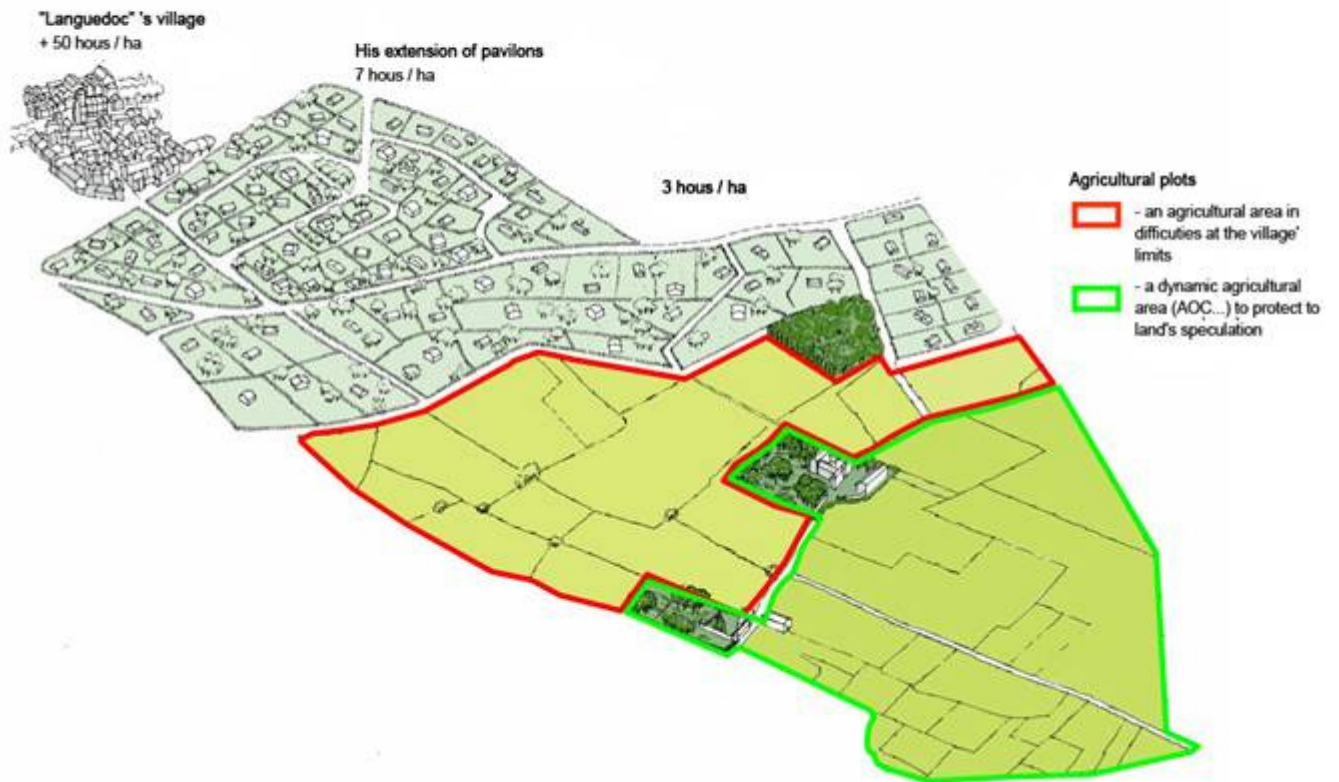 "Languedoc" 's village
+ 50 hous / ha
His extension of pavilons
7 hous / ha
3 hous / ha
Agricultural plots
- an agricultural area in
difficuties at the village'
limits
- a dynamic agricultural
area (AOC...) to protect to
land's speculation